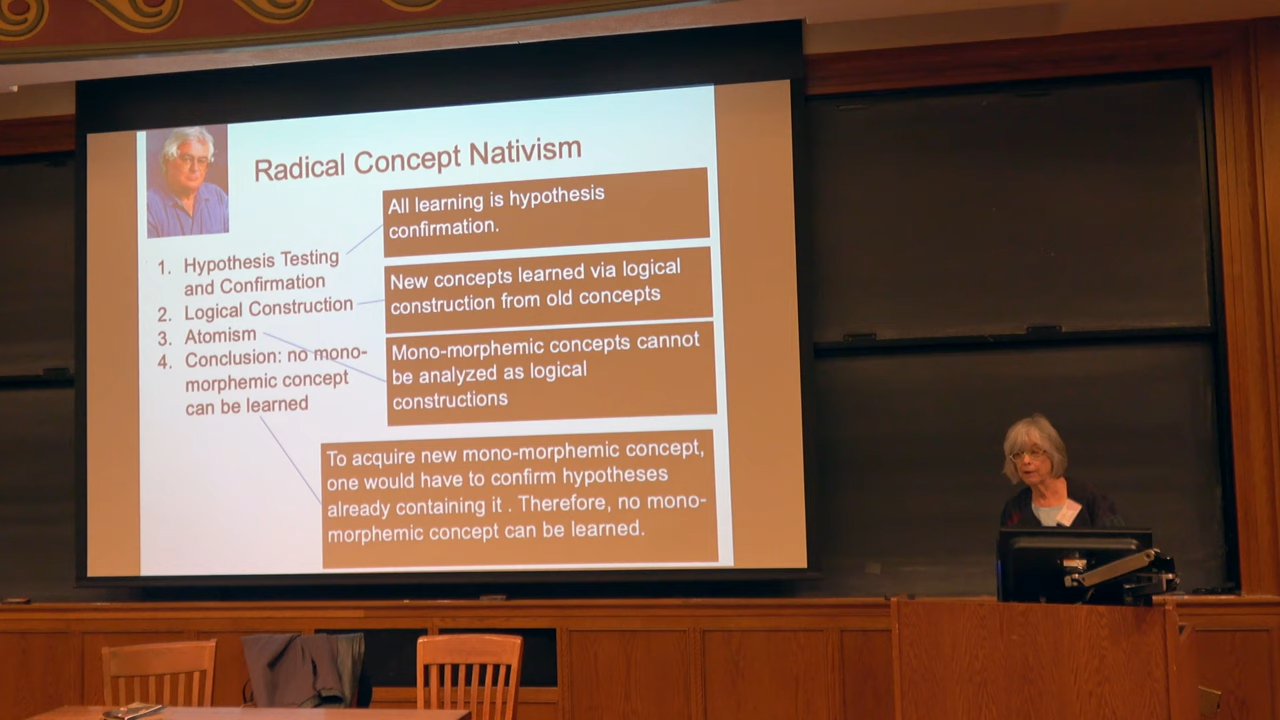 Radical Concept Nativism
1. Hypothesis Testing
and Confirmation
2. Logical Construction
3. Atomism
4. Conclusion: no mono-
morphemic concept
can be learned
All learning is hypothesis
confirmation.
New concepts learned via logical
construction from old concepts
Mono-morphemic concepts cannot
be analyzed as logical
constructions
To acquire new mono-morphemic concept,
one would have to confirm hypotheses
already containing it . Therefore, no mono-
morphemic concept can be learned.